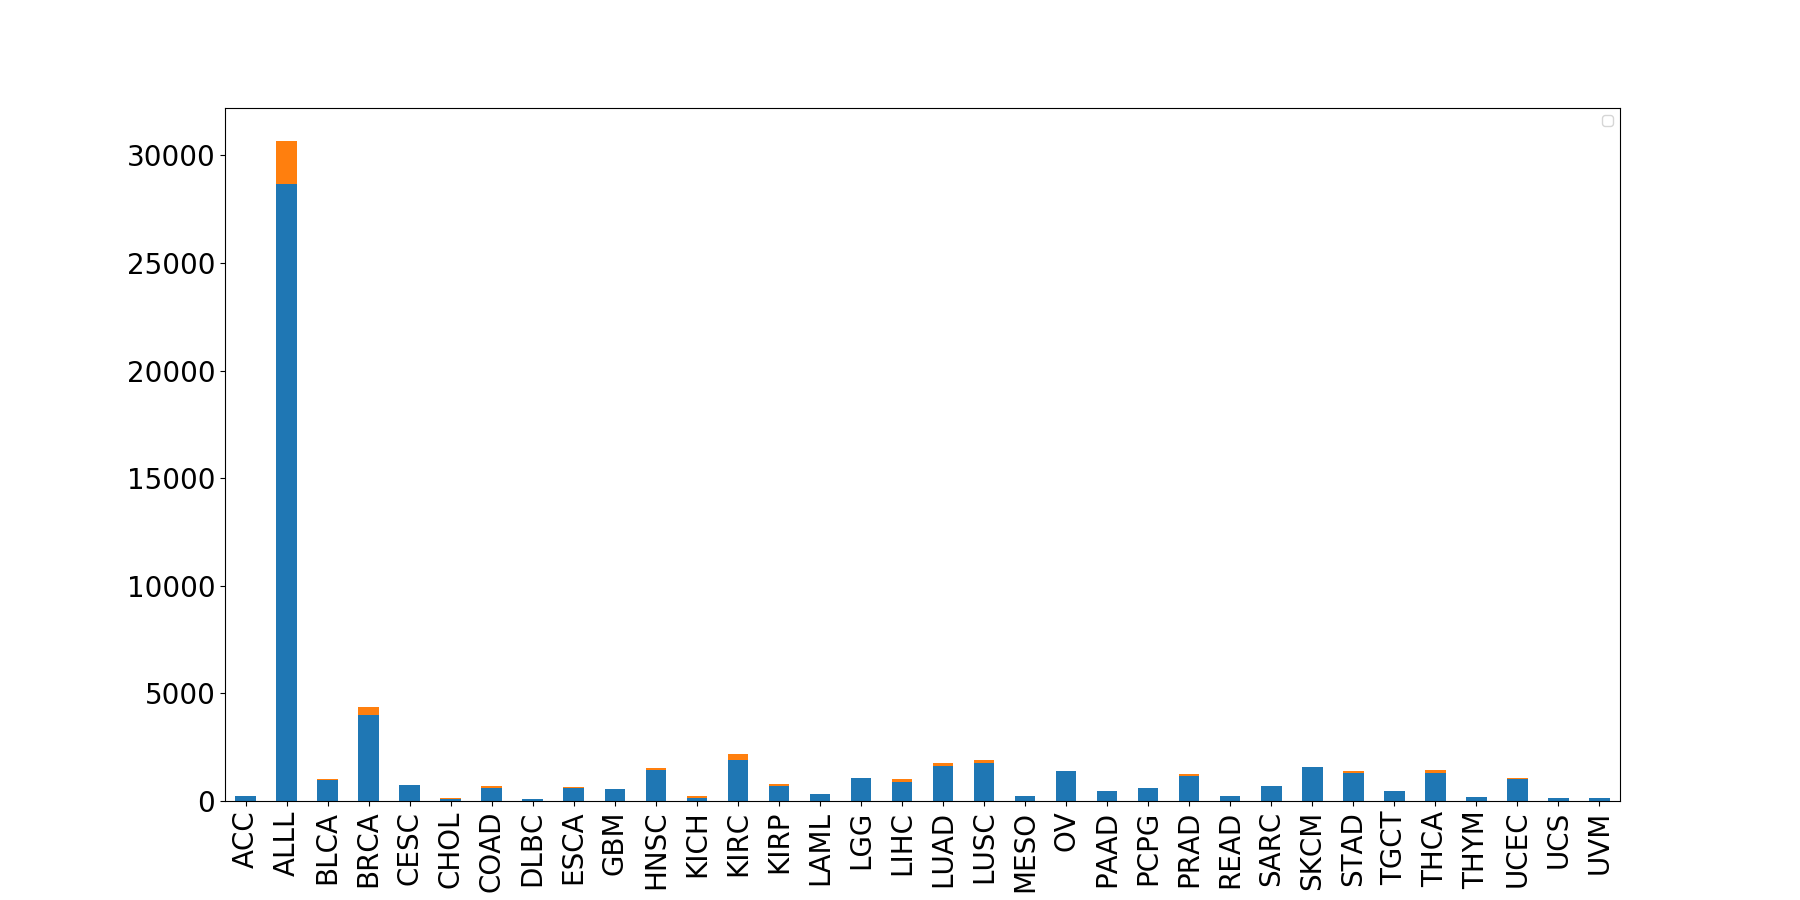 30000
25000
20000
15000
10000
5000
0
ACC
ALLL
BLCA
BRCA
CESC
CHOL
COAD
DLBC
ESCA
GBM
HNSC
KICH
KIRC
KIRP
LAML
LGG
LIHC
LUAD
LUSC
MESO
OV
PAAD
PCPG
PRAD
READ
SARC
SKCM
STAD
TGCT
THCA
THYM
UCEC
UCS
UVM